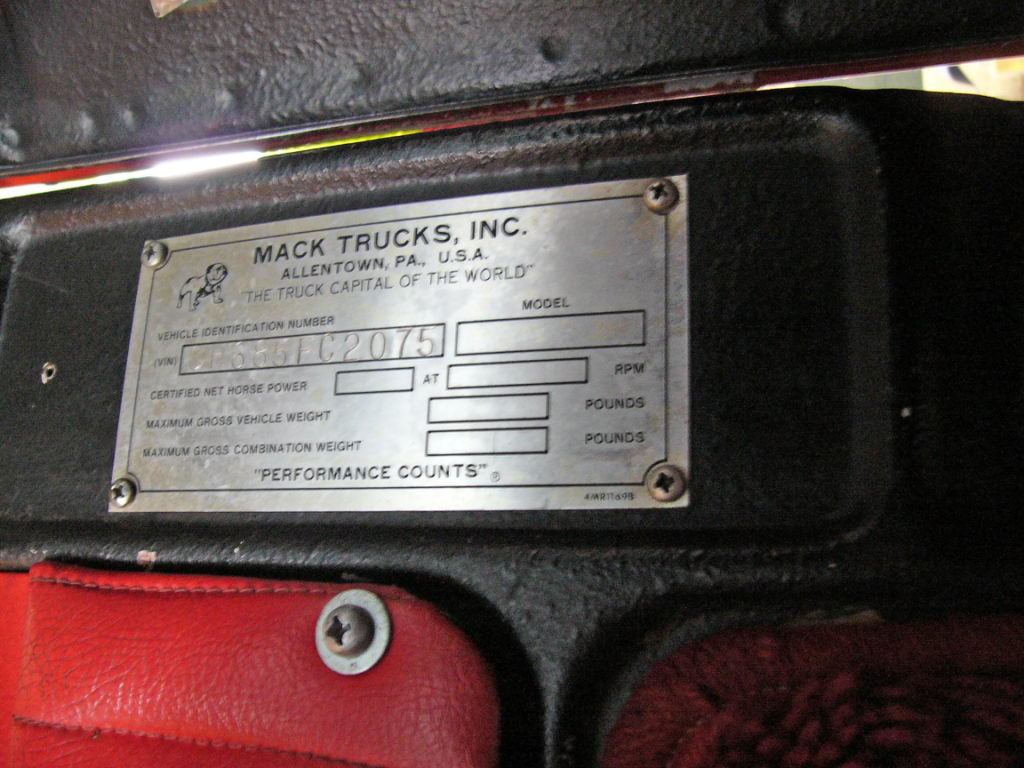 MACK TRUCKS, INC.
ALLENTOWN, PA., U.S.A.
"THE TRUCK CAPITAL OF THE WORLD"
MODEL
VEHICLE IDENTIFICATION NUMBER
(VIN)
CERTIFIED NET HORSE POWER AT RPM
MAXIMUM GROSS VEHICLE WEIGHT POUNDS
MAXIMUM GROSS COMBINATION WEIGHT POUNDS
"PERFORMANCE COUNTS"®
4MR1169B